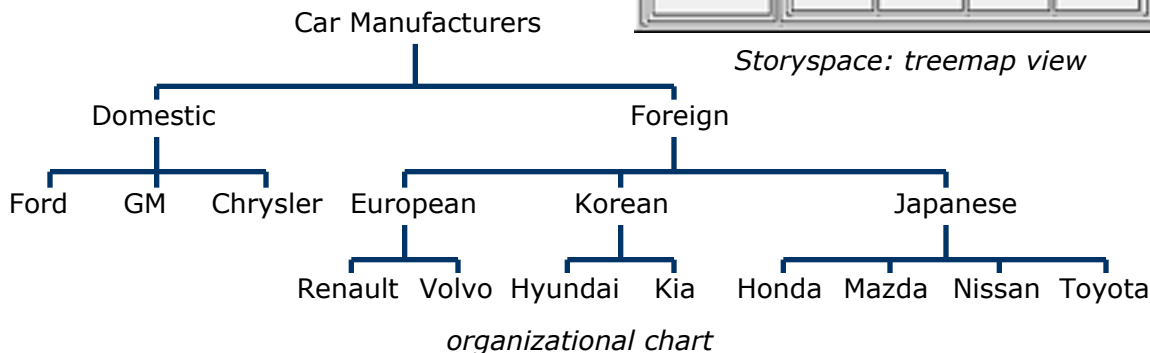 Car Manufacturers
Storyspace: treemap view
Domestic Foreign
Ford GM Chrysler European Korean Japanese
Renault Volvo Hyundai Kia Honda Mazda Nissan Toyota
organizational chart